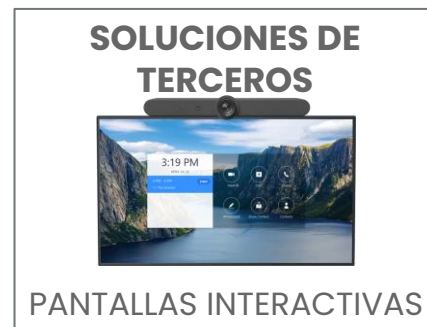 SOLUCIONES DE
TERCEROS
3:19 PM
PANTALLAS INTERACTIVAS